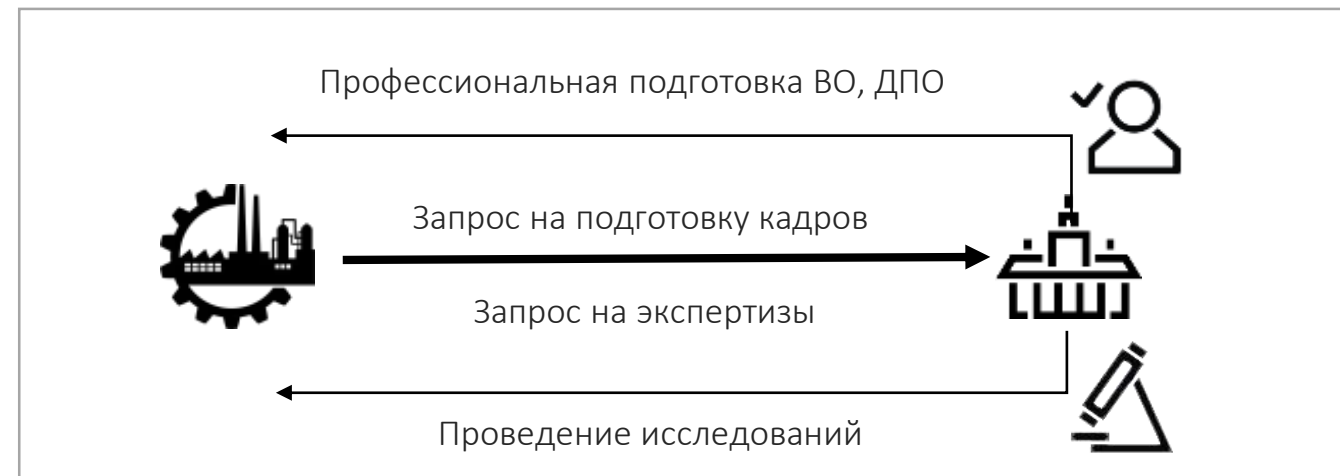 Профессиональная подготовка ВО, ДПО
Запрос на подготовку кадров
Запрос на экспертизы
Проведение исследований